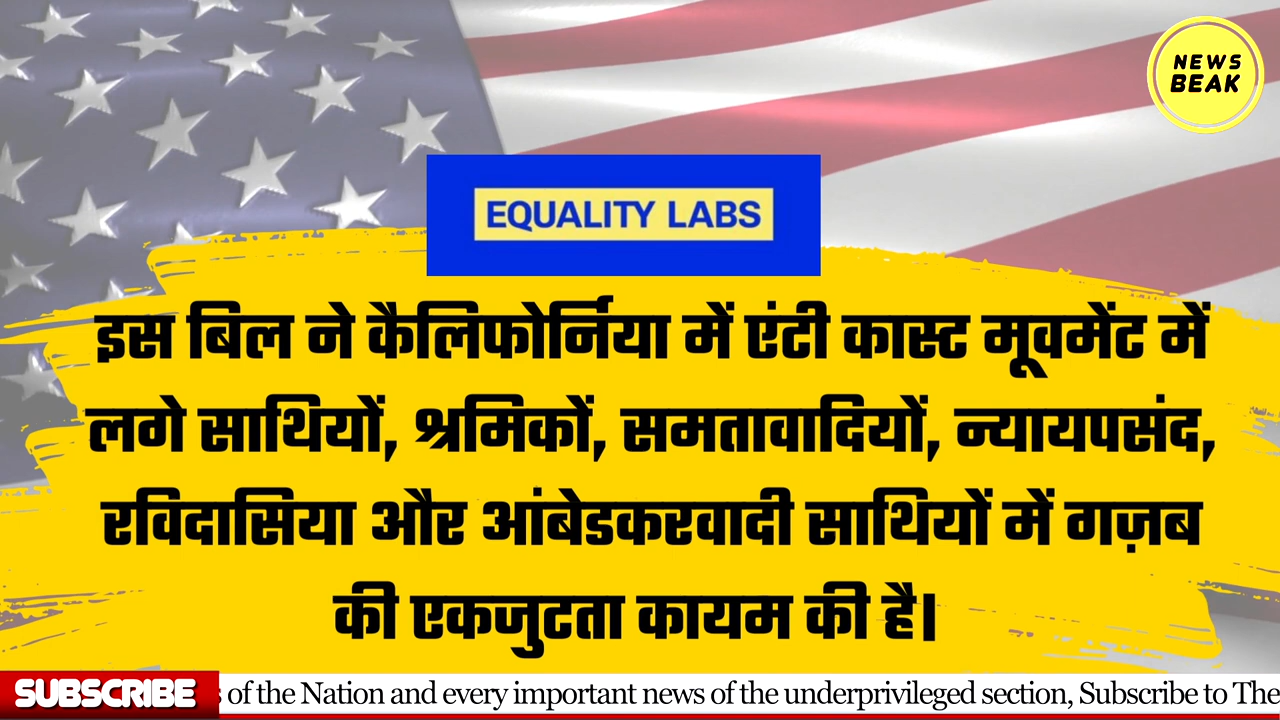 NEWS
BEAK
EQUALITY LABS
इस बिल ने कैलिफोर्निया में एंटी कास्ट मूवमेंट में
लगे साथियों, श्रमिकों, समतावादियों, न्यायपसंद,
रविदासिया और आंबेडकरवादी साथियों में गज़ब
की एकजुटता कायम की है।
SUBSCRIBE
of the Nation and every important news of the underprivileged section, Subscribe to The